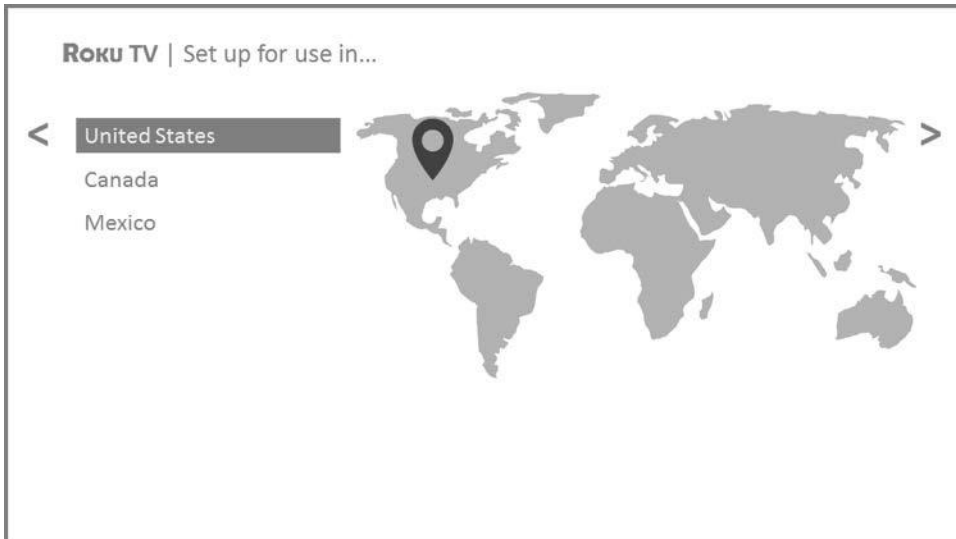 ROKU TV | Set up for use in...
< United States >
Canada
Mexico